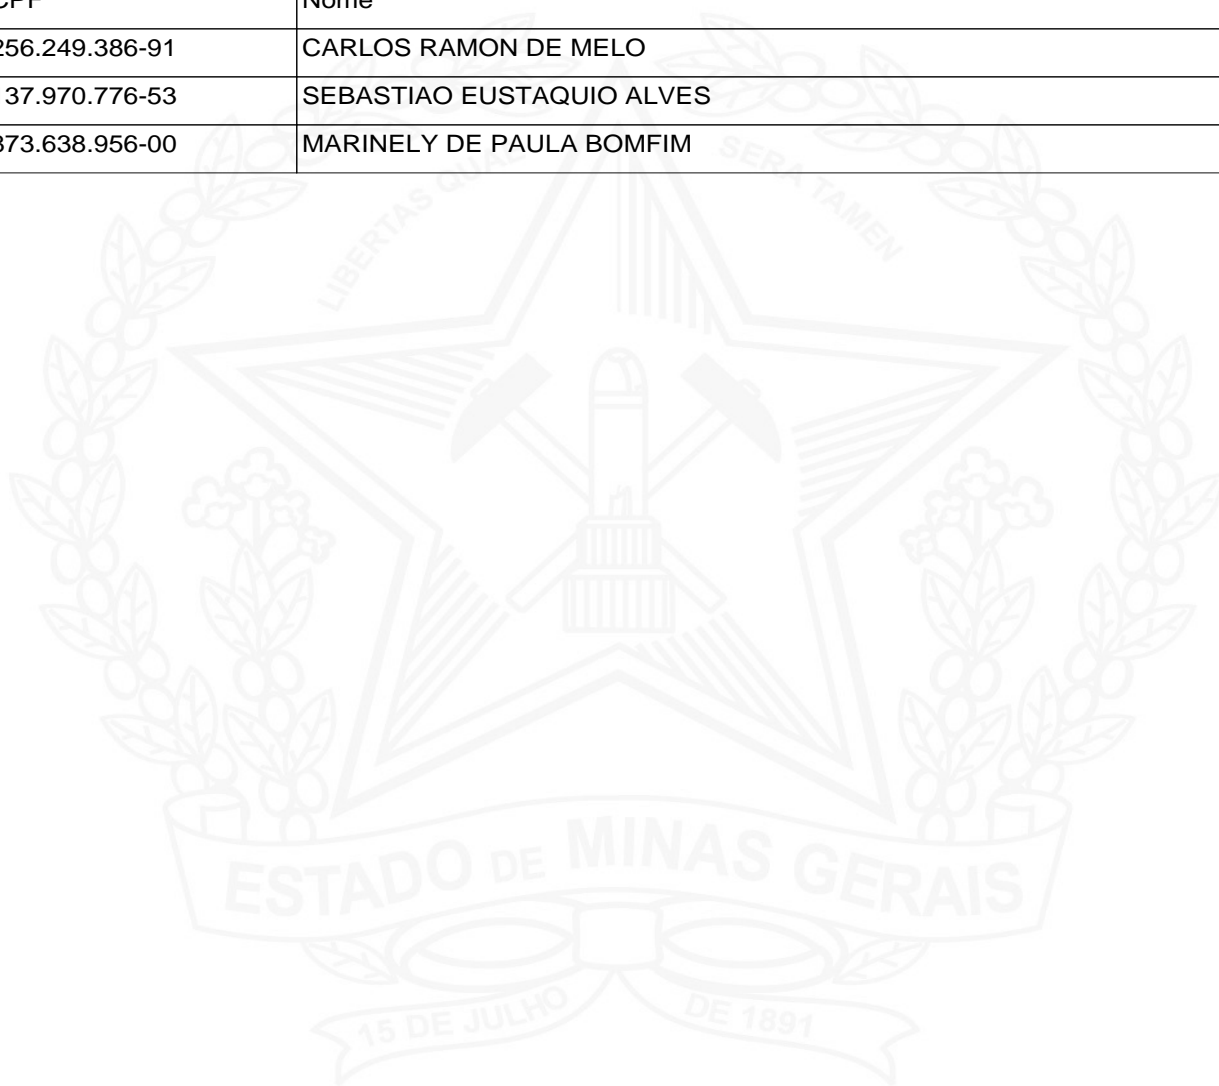 CPF Nome
256.249.386-91 CARLOS RAMON DE MELO
37.970.776-53 SEBASTIAO EUSTAQUIO ALVES
873.638.956-00 MARINELY DE PAULA BOMFIM
LIBERTAS QUAE SERA TAMEN
ESTADO DE MINAS GERAIS
15 DE JULHO DE 1891